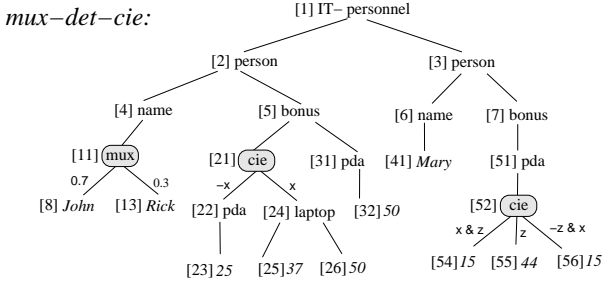 mux−det−cie:
[1] IT− personnel
[2] person
[3] person
[4] name
[5] bonus
[6] name
[7] bonus
[11] mux
[21] cie
[31] pda
[41] Mary
[51] pda
0.7
0.3
−x
x
[8] John
[13] Rick
[22] pda
[24] laptop
[32] 50
[52] cie
x & z
z
−z & x
[23] 25
[25] 37
[26] 50
[54] 15
[55] 44
[56] 15